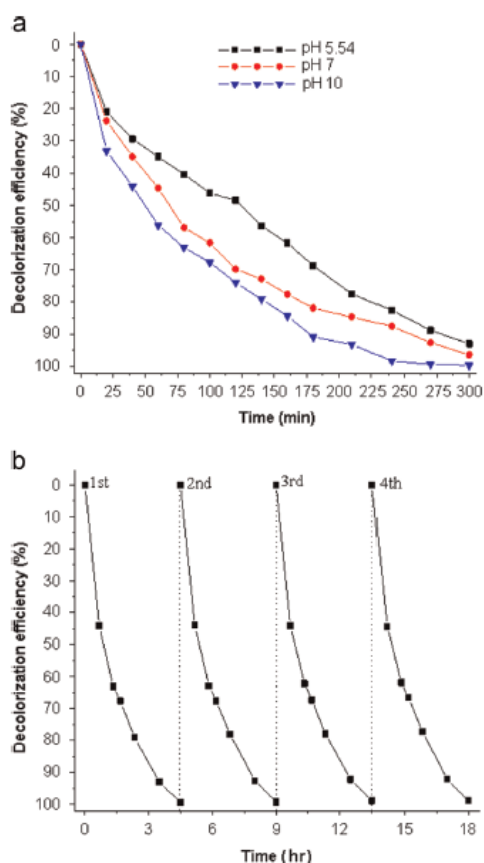 a
pH 5.54
pH 7
pH 10
Decolorization efficiency (%)
0
10
20
30
40
50
60
70
80
90
100
0 25 50 75 100 125 150 175 200 225 250 275 300
Time (min)
b
1st 2nd 3rd 4th
Decolorization efficiency (%)
0
10
20
30
40
50
60
70
80
90
100
0 3 6 9 12 15 18
Time (hr)